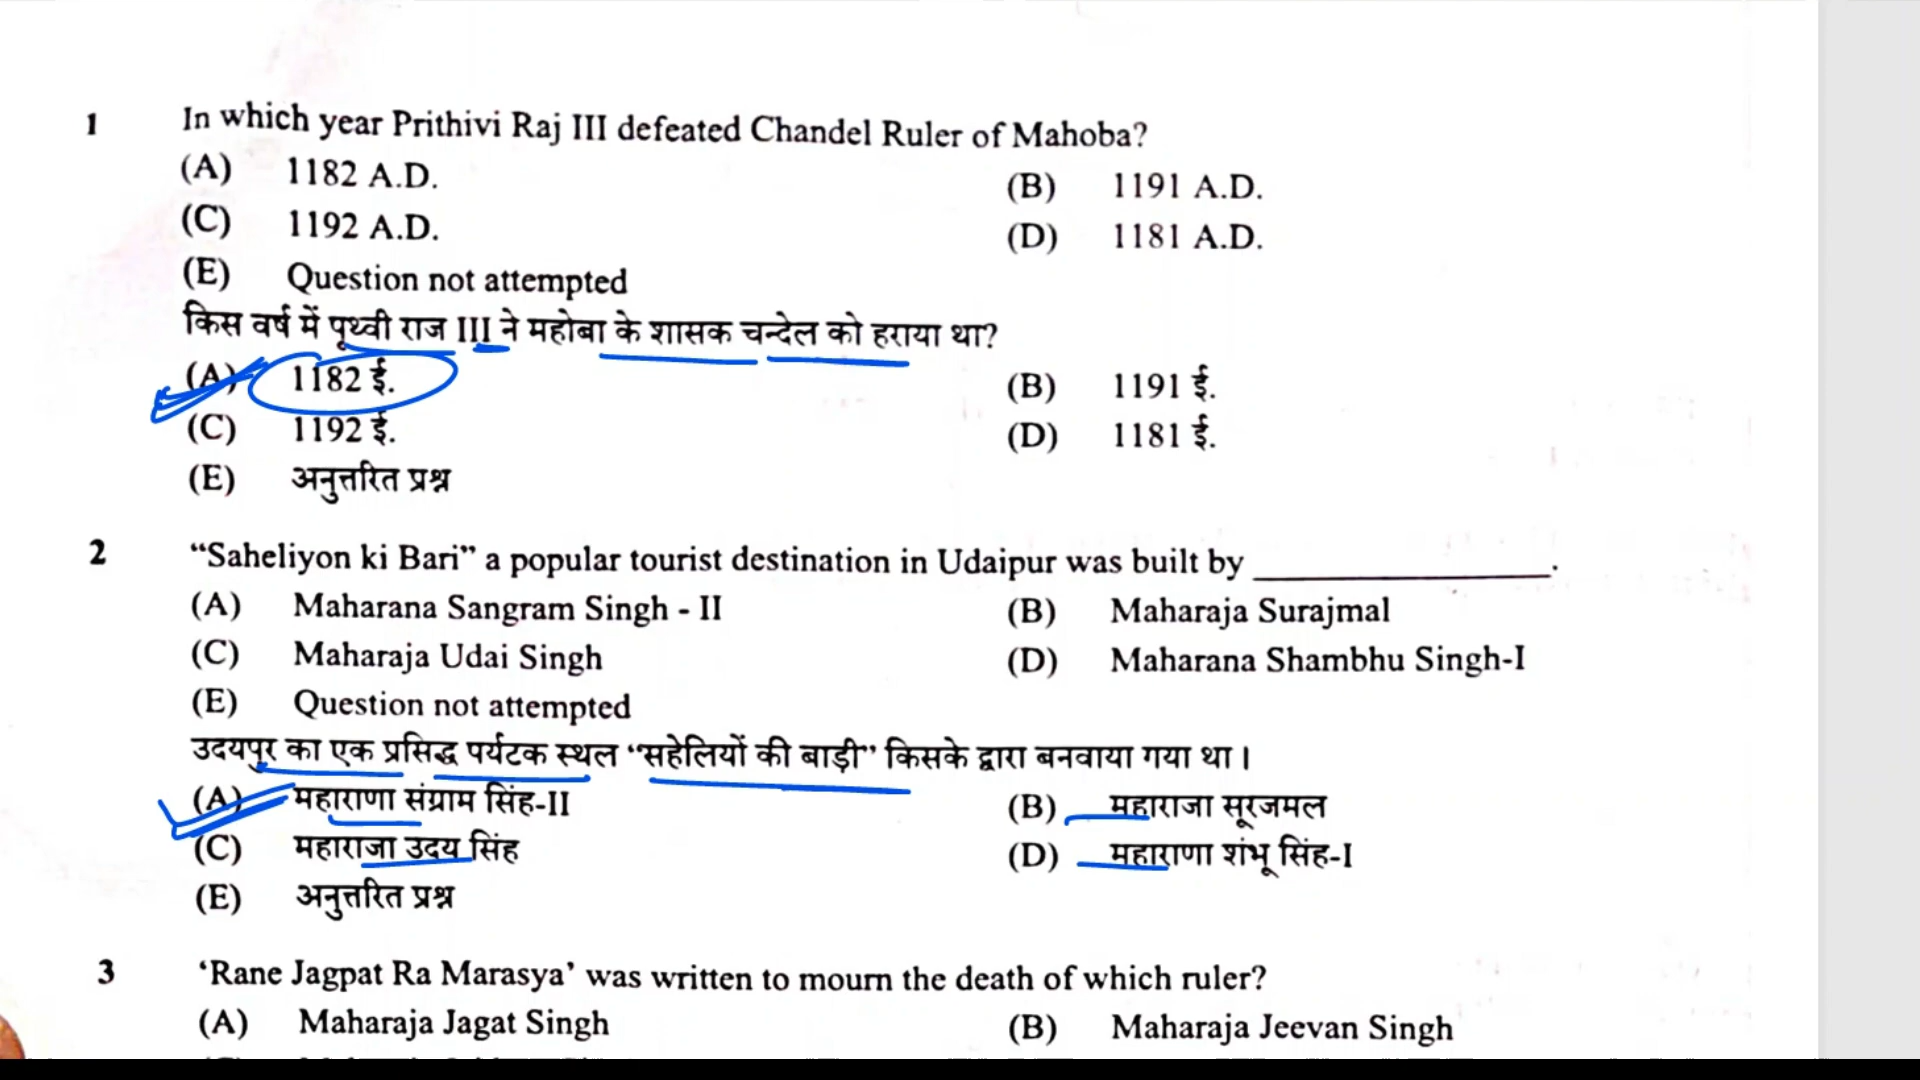 1 In which year Prithivi Raj III defeated Chandel Ruler of Mahoba?
(A) 1182 A.D. (B) 1191 A.D.
(C) 1192 A.D. (D) 1181 A.D.
(E) Question not attempted
किस वर्ष में पृथ्वी राज III ने महोबा के शासक चन्देल को हराया था?
(A) 1182 ई. (B) 1191 ई.
(C) 1192 ई. (D) 1181 ई.
(E) अनुत्तरित प्रश्न
2 “Saheliyon ki Bari” a popular tourist destination in Udaipur was built by ________________.
(A) Maharana Sangram Singh - II (B) Maharaja Surajmal
(C) Maharaja Udai Singh (D) Maharana Shambhu Singh-I
(E) Question not attempted
उदयपुर का एक प्रसिद्ध पर्यटक स्थल “सहेलियों की बाड़ी” किसके द्वारा बनवाया गया था।
(A) महाराणा संग्राम सिंह-II (B) महाराजा सूरजमल
(C) महाराजा उदय सिंह (D) महाराणा शंभू सिंह-I
(E) अनुत्तरित प्रश्न
3 ‘Rane Jagpat Ra Marasya’ was written to mourn the death of which ruler?
(A) Maharaja Jagat Singh (B) Maharaja Jeevan Singh